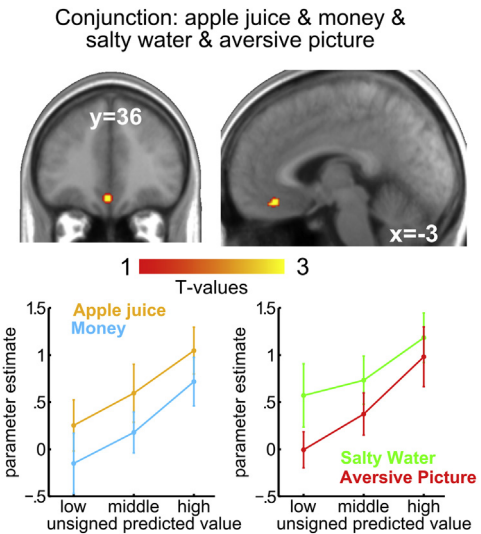 Conjunction: apple juice & money &
salty water & aversive picture
y=36
x=-3
1 3
T-values
1.5
1
.5
0
-.5
parameter estimate
Apple juice
Money
low middle high
unsigned predicted value
1.5
1
.5
0
-.5
parameter estimate
Salty Water
Aversive Picture
low middle high
unsigned predicted value